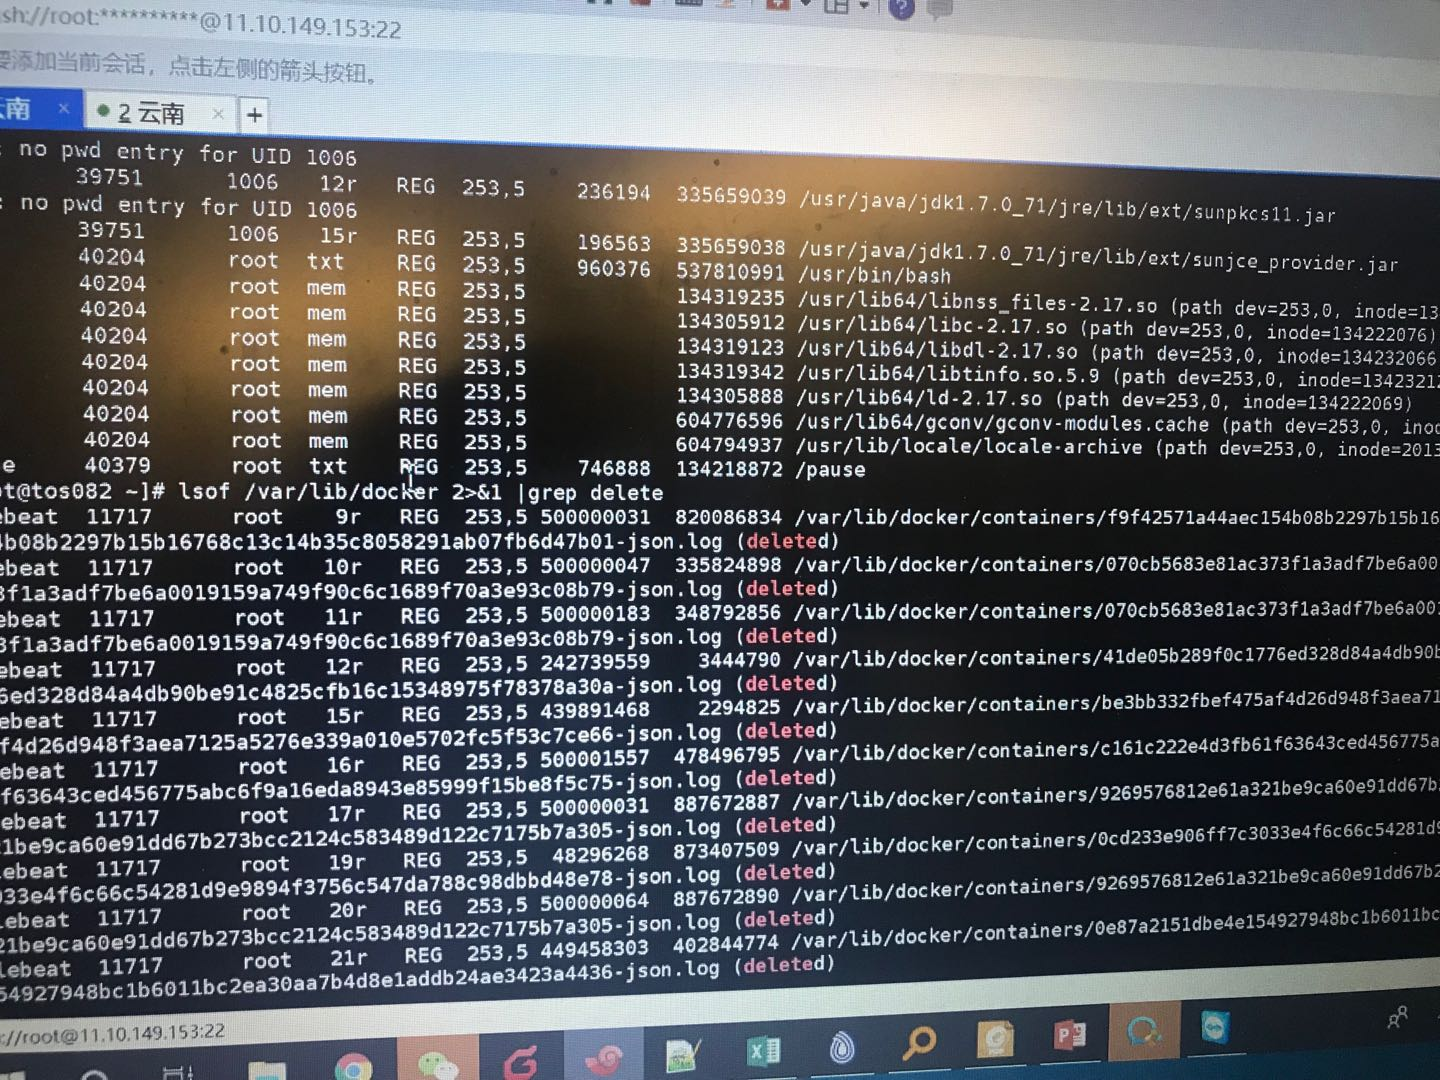 sh://root:**********@11.10.149.153:22
要添加当前会话，点击左侧的箭头按钮。
云南 × 2 云南 × +
: no pwd entry for UID 1006
39751 1006 12r REG 253,5 236194 335659039 /usr/java/jdk1.7.0_71/jre/lib/ext/sunpkcs11.jar
: no pwd entry for UID 1006
39751 1006 15r REG 253,5 196563 335659038 /usr/java/jdk1.7.0_71/jre/lib/ext/sunjce_provider.jar
40204 root txt REG 253,5 960376 537810991 /usr/bin/bash
40204 root mem REG 253,5 134319235 /usr/lib64/libnss_files-2.17.so (path dev=253,0, inode=13
40204 root mem REG 253,5 134305912 /usr/lib64/libc-2.17.so (path dev=253,0, inode=134222076)
40204 root mem REG 253,5 134319123 /usr/lib64/libdl-2.17.so (path dev=253,0, inode=134232066
40204 root mem REG 253,5 134319342 /usr/lib64/libtinfo.so.5.9 (path dev=253,0, inode=13423212
40204 root mem REG 253,5 134305888 /usr/lib64/ld-2.17.so (path dev=253,0, inode=134222069)
40204 root mem REG 253,5 604776596 /usr/lib64/gconv/gconv-modules.cache (path dev=253,0, inod
40204 root mem REG 253,5 604794937 /usr/lib/locale/locale-archive (path dev=253,0, inode=2013
e 40379 root txt REG 253,5 746888 134218872 /pause
ot@tos082 ~]# lsof /var/lib/docker 2>&1 |grep delete
ebeat 11717 root 9r REG 253,5 500000031 820086834 /var/lib/docker/containers/f9f42571a44aec154b08b2297b15b16
4b08b2297b15b16768c13c14b35c8058291ab07fb6d47b01-json.log (deleted)
ebeat 11717 root 10r REG 253,5 500000047 335824898 /var/lib/docker/containers/070cb5683e81ac373f1a3adf7be6a00
3f1a3adf7be6a0019159a749f90c6c1689f70a3e93c08b79-json.log (deleted)
ebeat 11717 root 11r REG 253,5 500000183 348792856 /var/lib/docker/containers/070cb5683e81ac373f1a3adf7be6a001
3f1a3adf7be6a0019159a749f90c6c1689f70a3e93c08b79-json.log (deleted)
ebeat 11717 root 12r REG 253,5 242739559 3444790 /var/lib/docker/containers/41de05b289f0c1776ed328d84a4db90b
6ed328d84a4db90be91c4825cfb16c15348975f78378a30a-json.log (deleted)
ebeat 11717 root 15r REG 253,5 439891468 2294825 /var/lib/docker/containers/be3bb332fbef475af4d26d948f3aea71
f4d26d948f3aea7125a5276e339a010e5702fc5f53c7ce66-json.log (deleted)
ebeat 11717 root 16r REG 253,5 500001557 478496795 /var/lib/docker/containers/c161c222e4d3fb61f63643ced456775a
f63643ced456775abc6f9a16eda8943e85999f15be8f5c75-json.log (deleted)
ebeat 11717 root 17r REG 253,5 500000031 887672887 /var/lib/docker/containers/9269576812e61a321be9ca60e91dd67b
1be9ca60e91dd67b273bcc2124c583489d122c7175b7a305-json.log (deleted)
ebeat 11717 root 19r REG 253,5 48296268 873407509 /var/lib/docker/containers/0cd233e906ff7c3033e4f6c66c54281d9
033e4f6c66c54281d9e9894f3756c547da788c98dbbd48e78-json.log (deleted)
lebeat 11717 root 20r REG 253,5 500000064 887672890 /var/lib/docker/containers/9269576812e61a321be9ca60e91dd67b2
21be9ca60e91dd67b273bcc2124c583489d122c7175b7a305-json.log (deleted)
lebeat 11717 root 21r REG 253,5 449458303 402844774 /var/lib/docker/containers/0e87a2151dbe4e154927948bc1b6011bc
54927948bc1b6011bc2ea30aa7b4d8e1addb24ae3423a4436-json.log (deleted)
://root@11.10.149.153:22